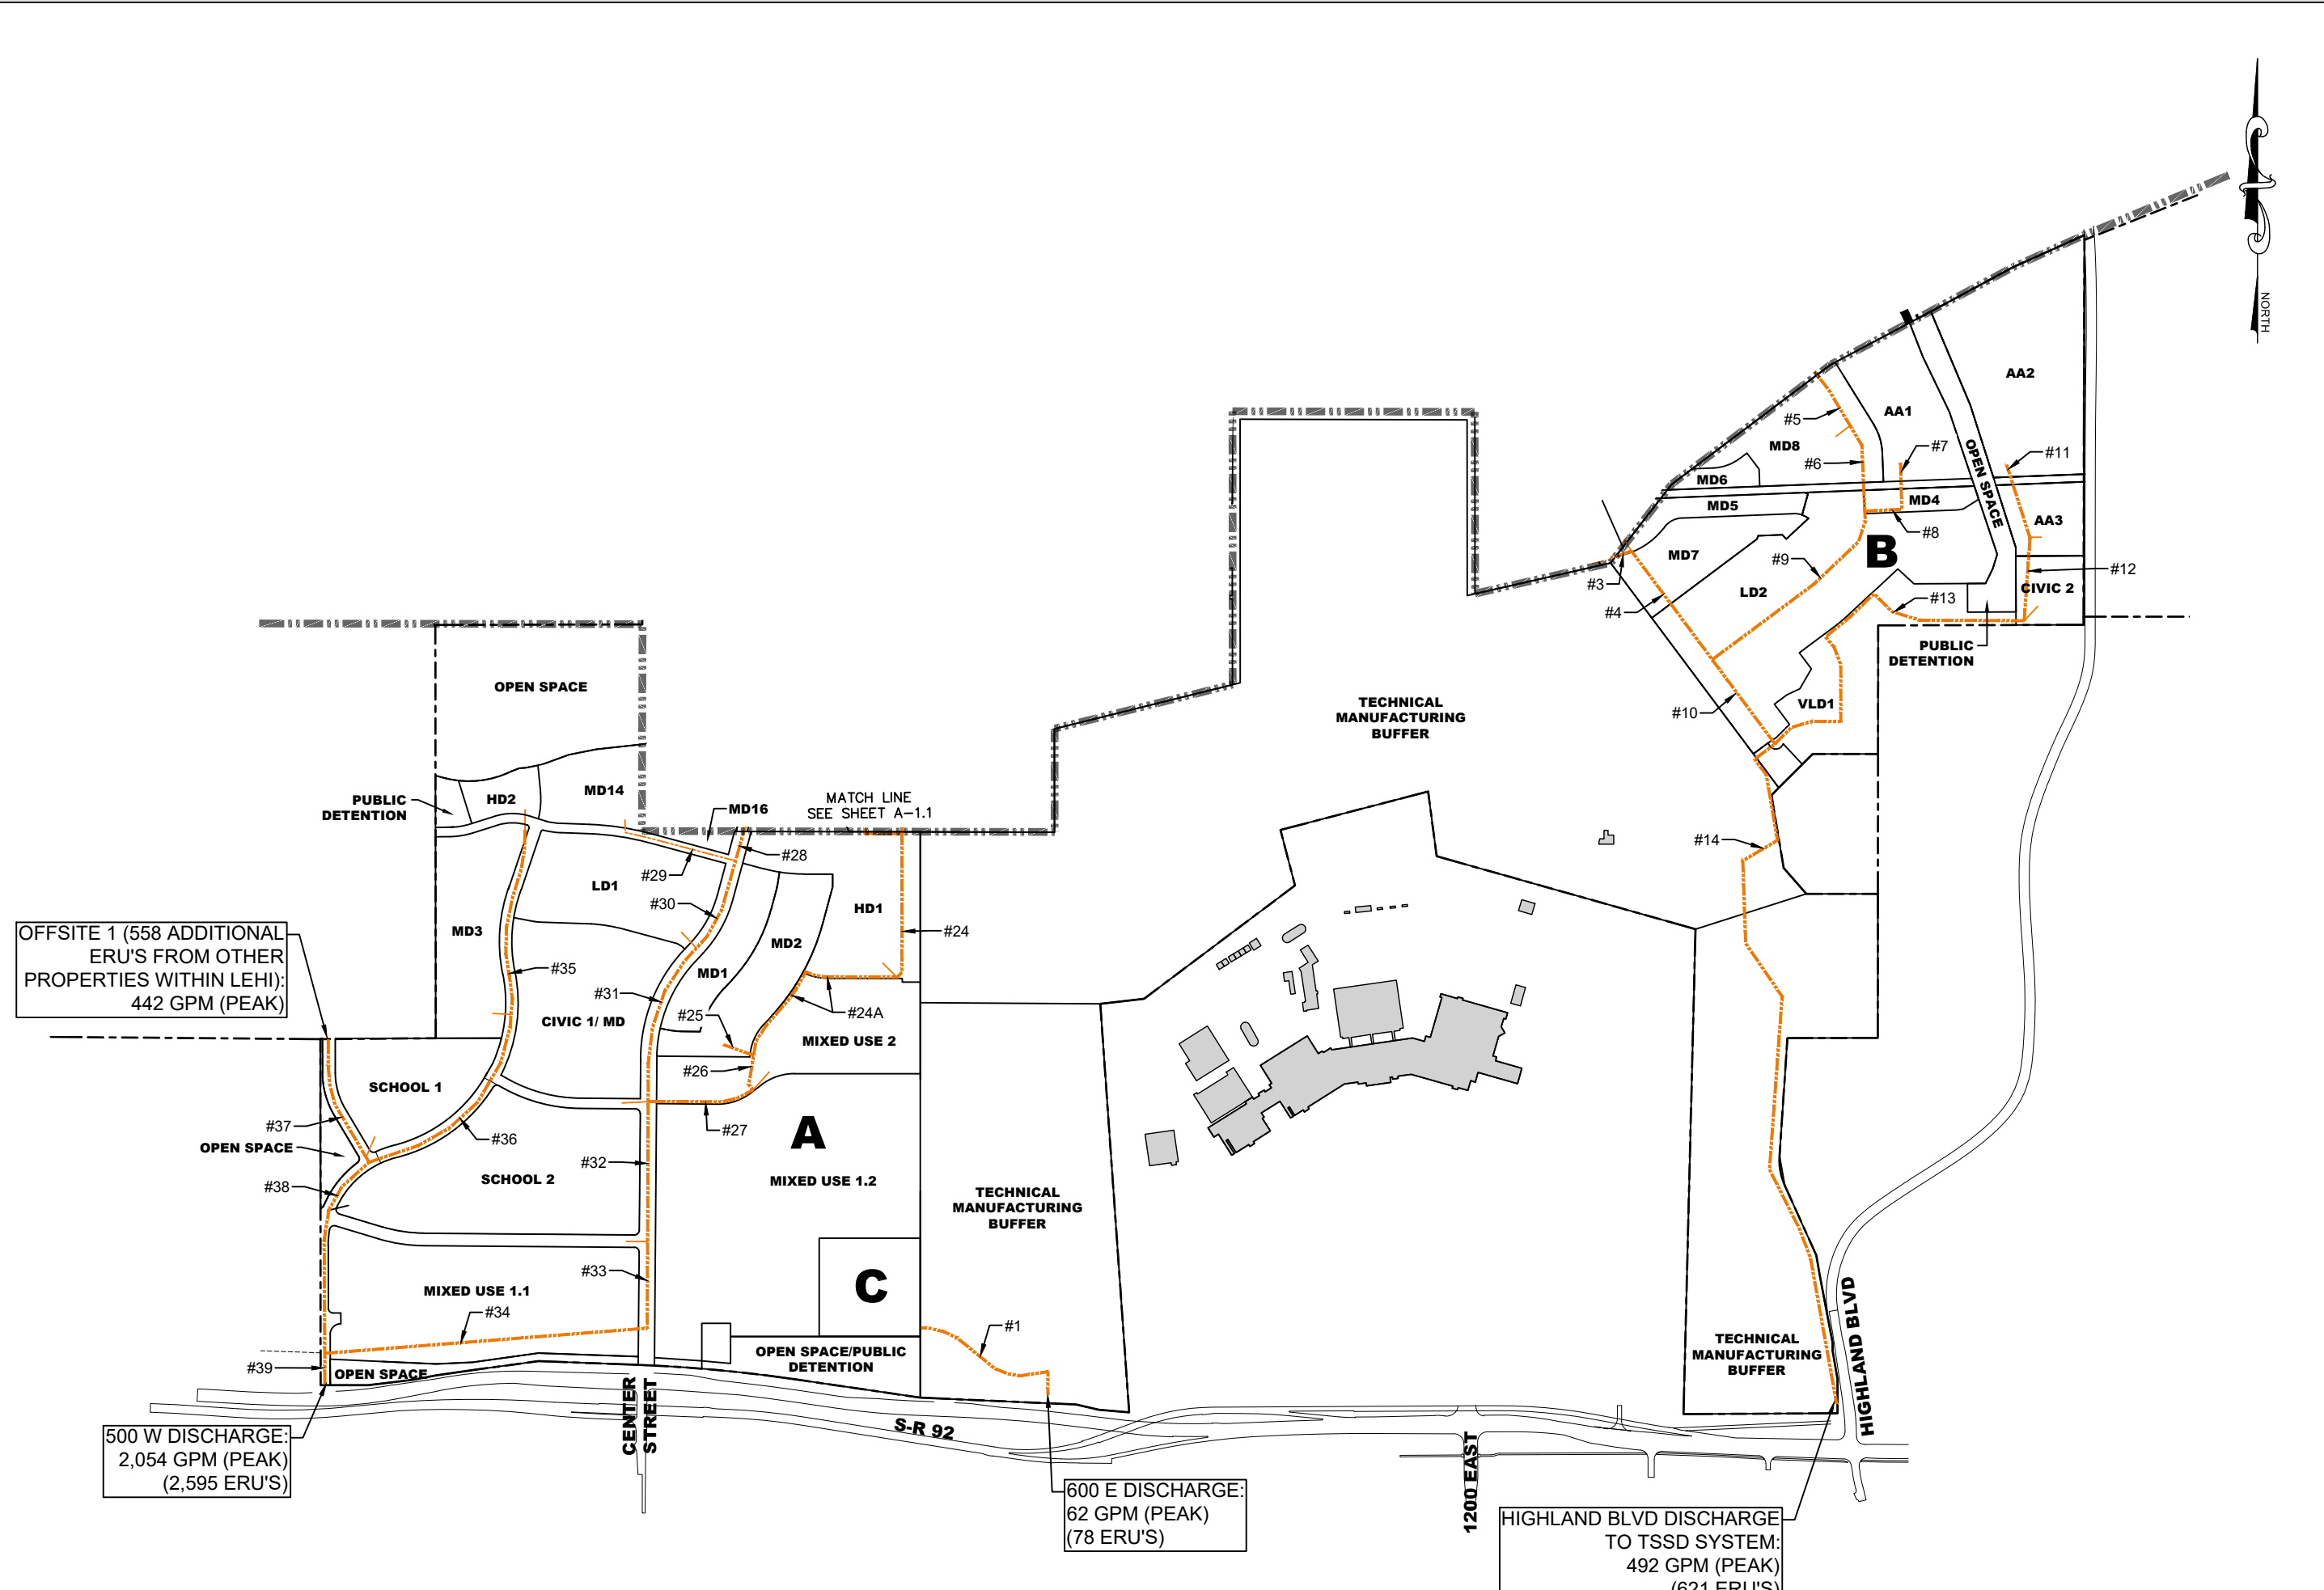 NORTH
AA2
#5
AA1
#7
MD8
#11
#6
OPEN SPACE
MD6
MD4
MD5
AA3
#8
B
MD7
#9
#3
#12
#4
LD2
CIVIC 2
#13
PUBLIC
DETENTION
OPEN SPACE
TECHNICAL
MANUFACTURING
BUFFER
VLD1
#10
MD14
HD2
PUBLIC
DETENTION
MATCH LINE
SEE SHEET A-1.1
MD16
#14
#28
#29
LD1
#30
HD1
MD3
#24
OFFSITE 1 (558 ADDITIONAL
ERU'S FROM OTHER
PROPERTIES WITHIN LEHI):
442 GPM (PEAK)
MD2
#35
MD1
#31
#25
#24A
CIVIC 1/ MD
MIXED USE 2
#26
SCHOOL 1
#37
#27
A
#36
OPEN SPACE
#32
SCHOOL 2
MIXED USE 1.2
#38
TECHNICAL
MANUFACTURING
BUFFER
#33
C
MIXED USE 1.1
#34
#1
HIGHLAND BLVD
TECHNICAL
MANUFACTURING
BUFFER
OPEN SPACE/PUBLIC
DETENTION
#39
OPEN SPACE
CENTER
STREET
S-R 92
1200 EAST
500 W DISCHARGE:
2,054 GPM (PEAK)
(2,595 ERU'S)
600 E DISCHARGE:
62 GPM (PEAK)
(78 ERU'S)
HIGHLAND BLVD DISCHARGE
TO TSSD SYSTEM:
492 GPM (PEAK)
(621 ERU'S)